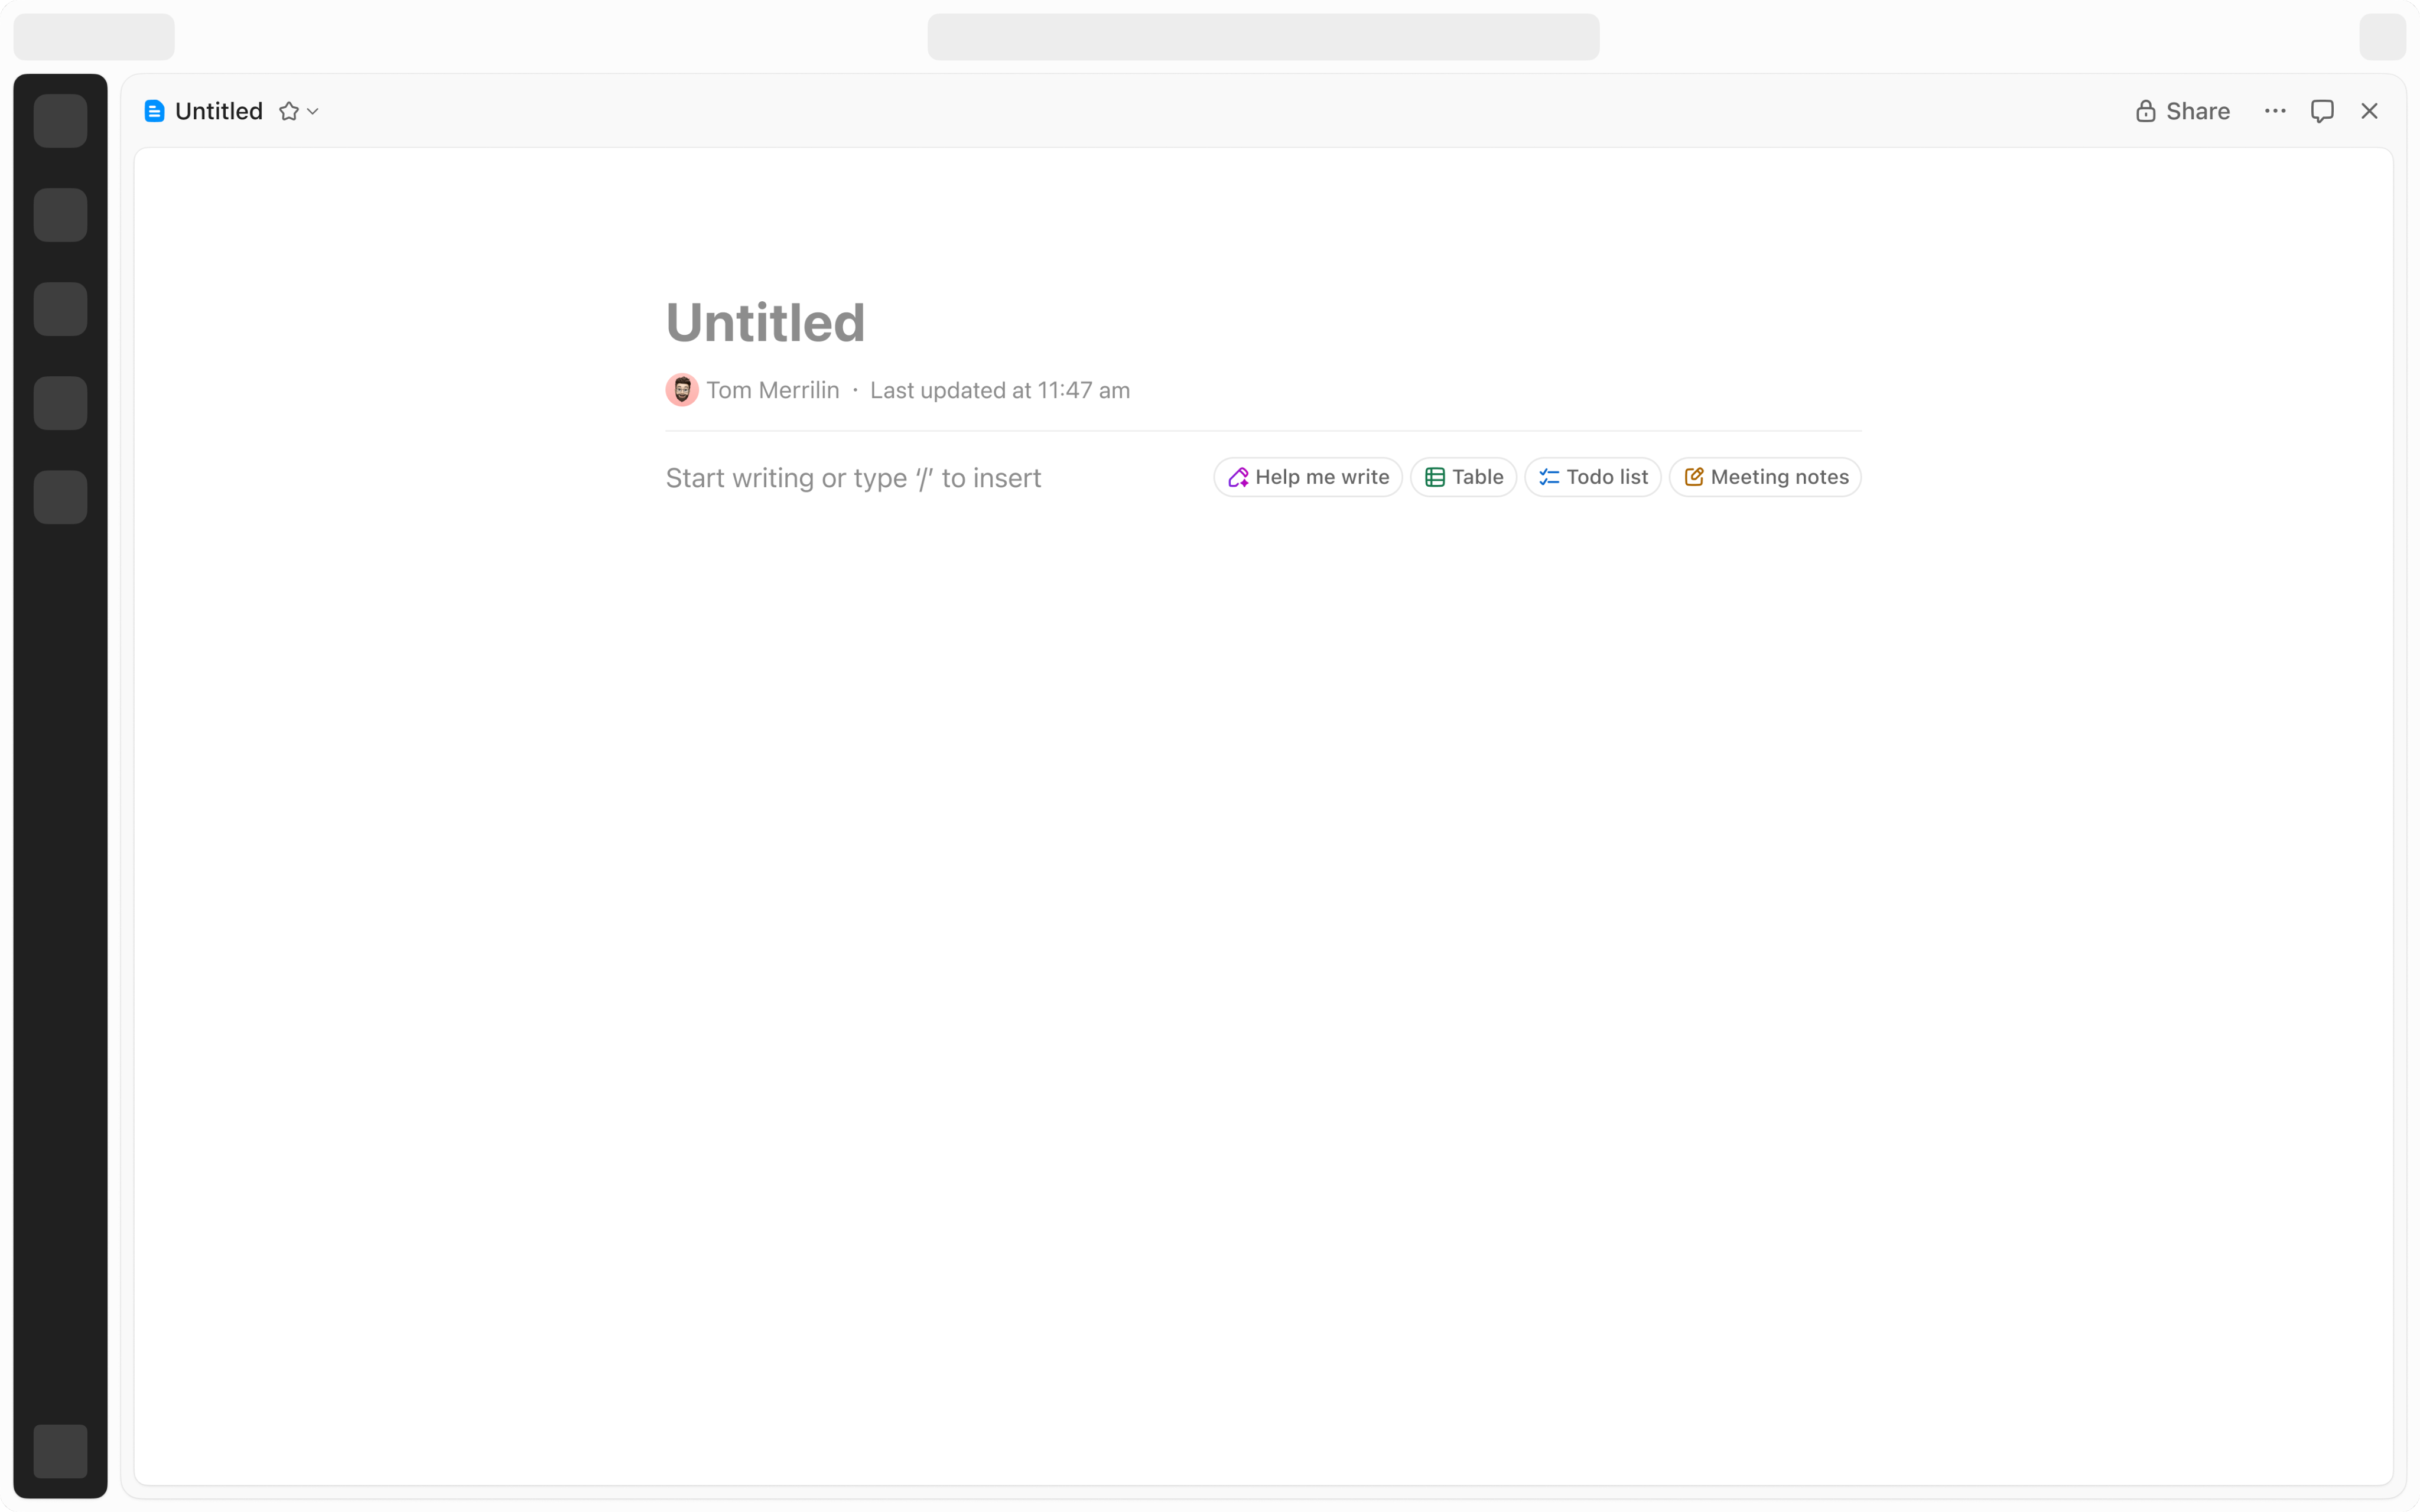 Untitled
Share
Untitled
Tom Merrilin · Last updated at 11:47 am
Start writing or type ‘/’ to insert
Help me write
Table
Todo list
Meeting notes